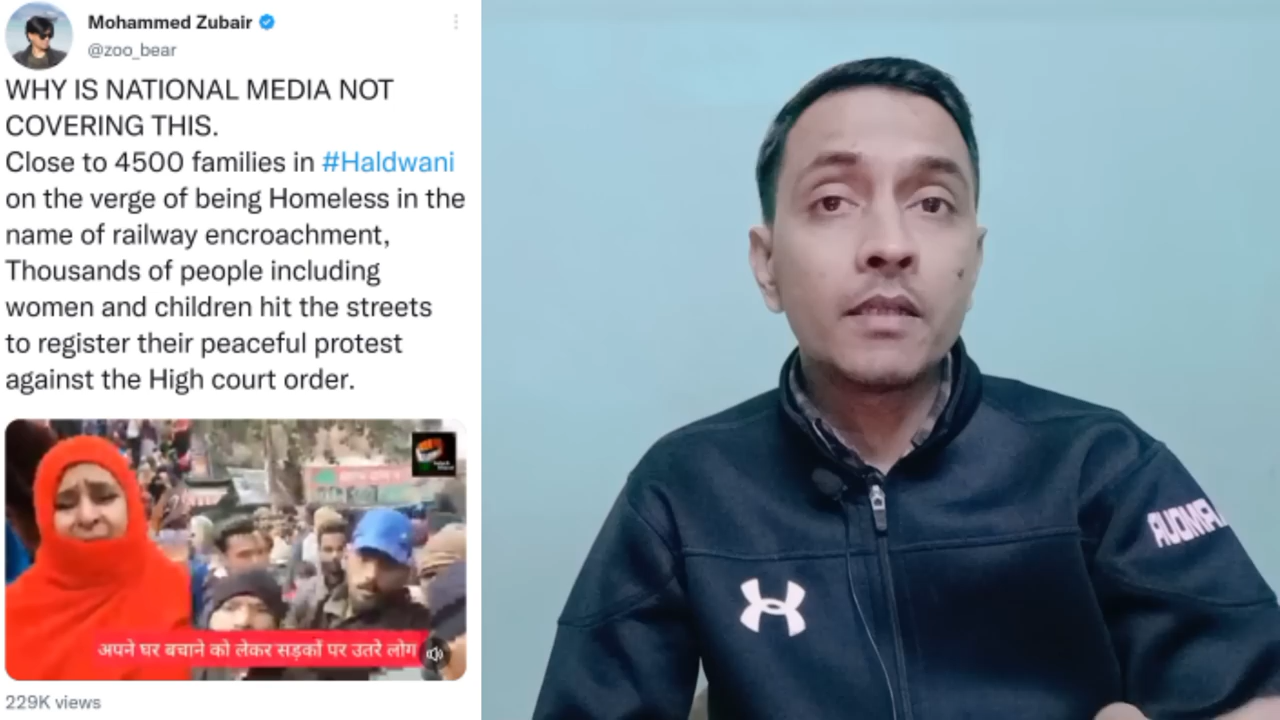 Mohammed Zubair
@zoo_bear
WHY IS NATIONAL MEDIA NOT
COVERING THIS.
Close to 4500 families in #Haldwani
on the verge of being Homeless in the
name of railway encroachment,
Thousands of people including
women and children hit the streets
to register their peaceful protest
against the High court order.
अपने घर बचाने को लेकर सड़कों पर उतरे लोग
229K views